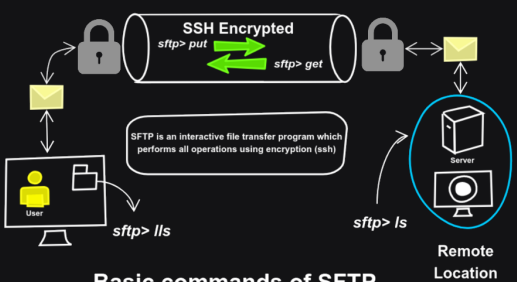 SSH Encrypted
sftp> put
sftp> get
SFTP is an interactive file transfer program which
performs all operations using encryption (ssh)
User
sftp> lls
Server
sftp> ls
Remote
Location
Basic commands of SFTP